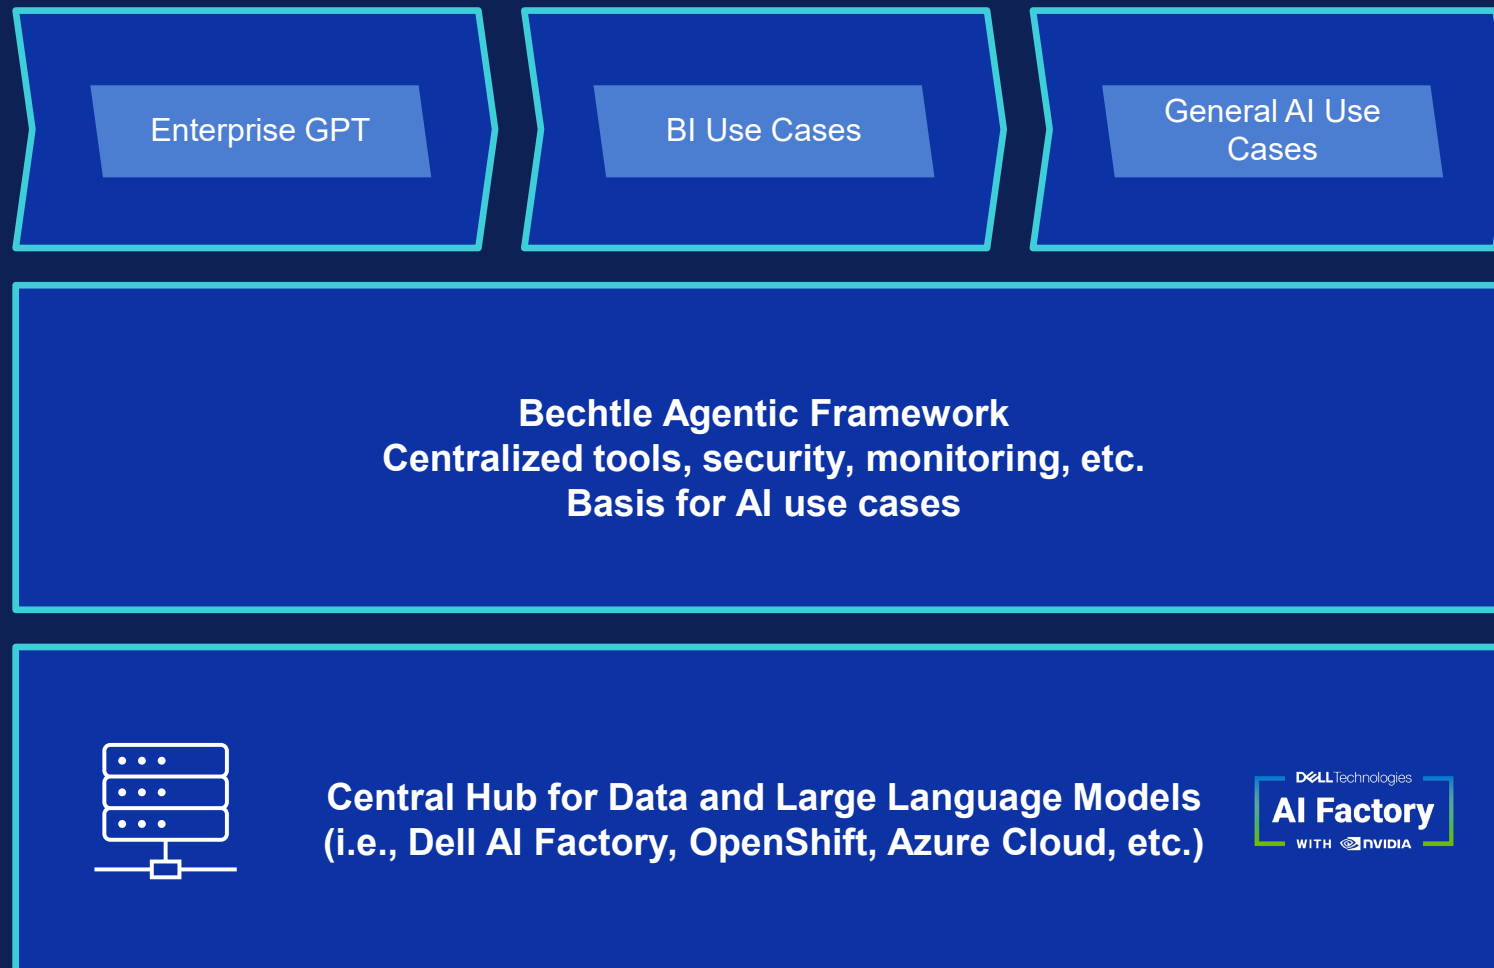 Enterprise GPT
BI Use Cases
General AI Use
Cases
Bechtle Agentic Framework
Centralized tools, security, monitoring, etc.
Basis for AI use cases
Central Hub for Data and Large Language Models
(i.e., Dell AI Factory, OpenShift, Azure Cloud, etc.)
DELLTechnologies
AI Factory
WITH NVIDIA